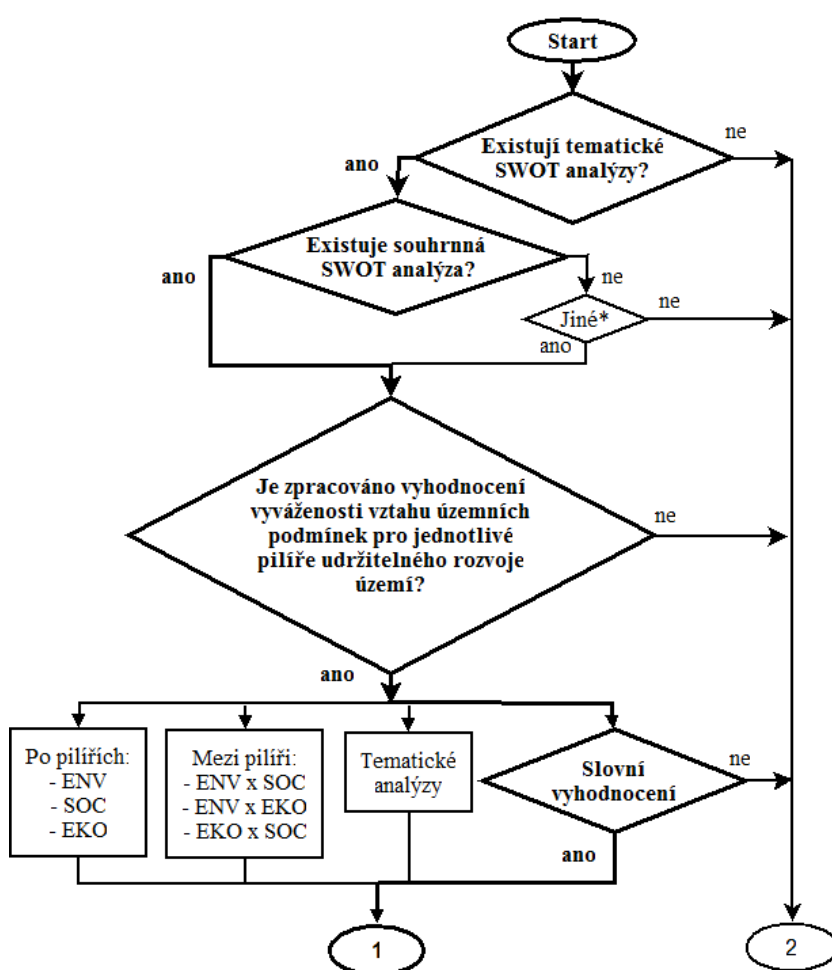 Start
Existují tematické
SWOT analýzy?
ne
ano
Existuje souhrnná
SWOT analýza?
ano
ne
Jiné*
ne
ano
Je zpracováno vyhodnocení
vyváženosti vztahu územních
podmínek pro jednotlivé
pilíře udržitelného rozvoje
území?
ne
ano
Po pilířích:
- ENV
- SOC
- EKO
Mezi pilíři:
- ENV x SOC
- ENV x EKO
- EKO x SOC
Tematické
analýzy
Slovní
vyhodnocení
ne
ano
1
2